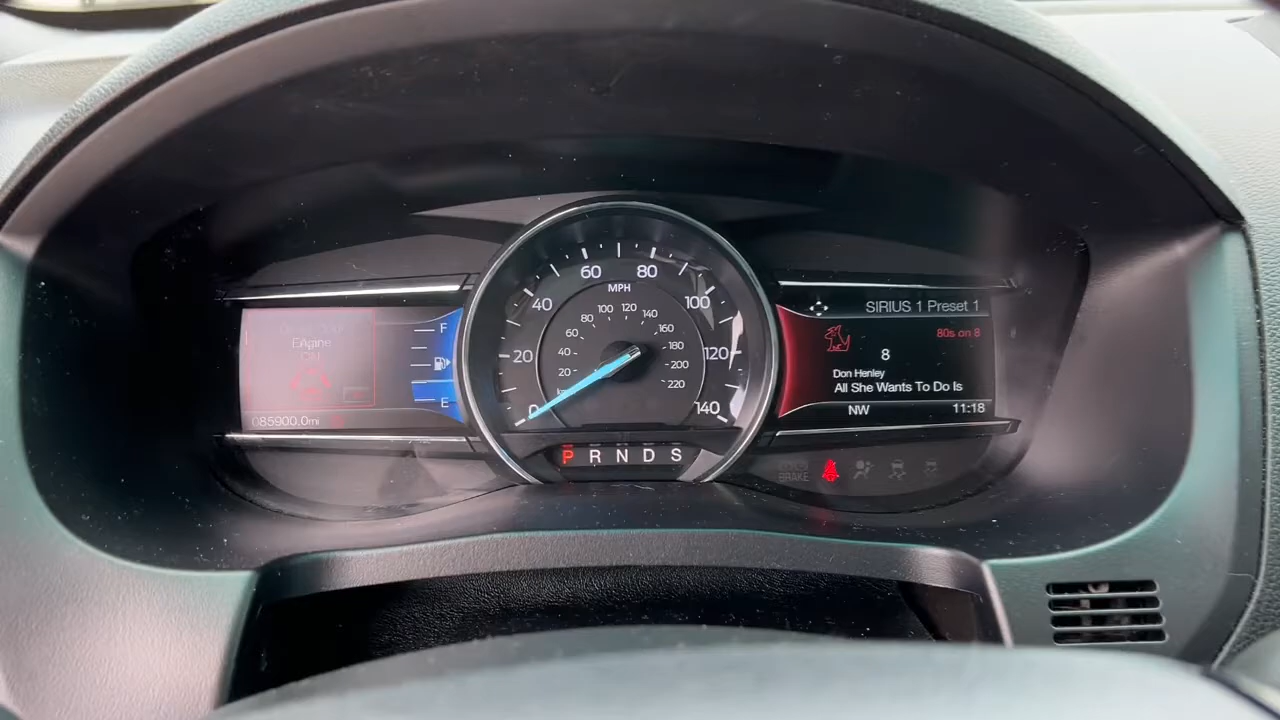 60 80
MPH
40 100
100 120
80 140
60 160
40 180
20 200
220
20 120
0 140
P R N D S
F
E
Engine
085900.0mi
SIRIUS 1 Preset 1
80s on 8
8
Don Henley
All She Wants To Do Is
NW 11:18
BRAKE